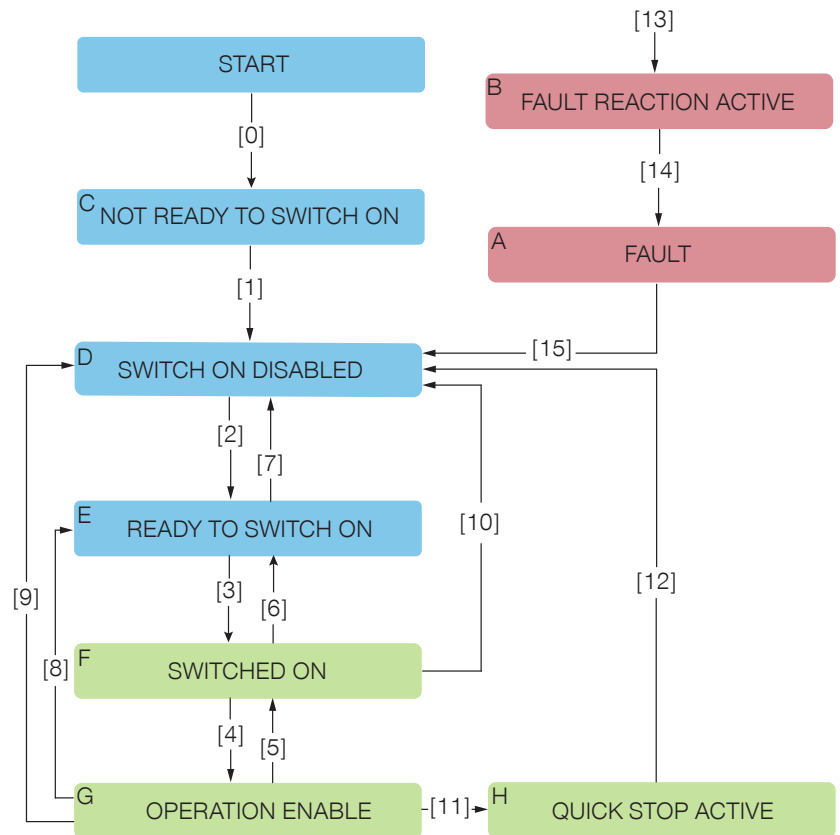 [13]
START
B
FAULT REACTION ACTIVE
[0]
[14]
C
NOT READY TO SWITCH ON
A
FAULT
[1]
[15]
D
SWITCH ON DISABLED
[2]
[7]
E
READY TO SWITCH ON
[10]
[3]
[6]
[9]
[12]
[8]
F
SWITCHED ON
[4]
[5]
G
OPERATION ENABLE
[11]
H
QUICK STOP ACTIVE